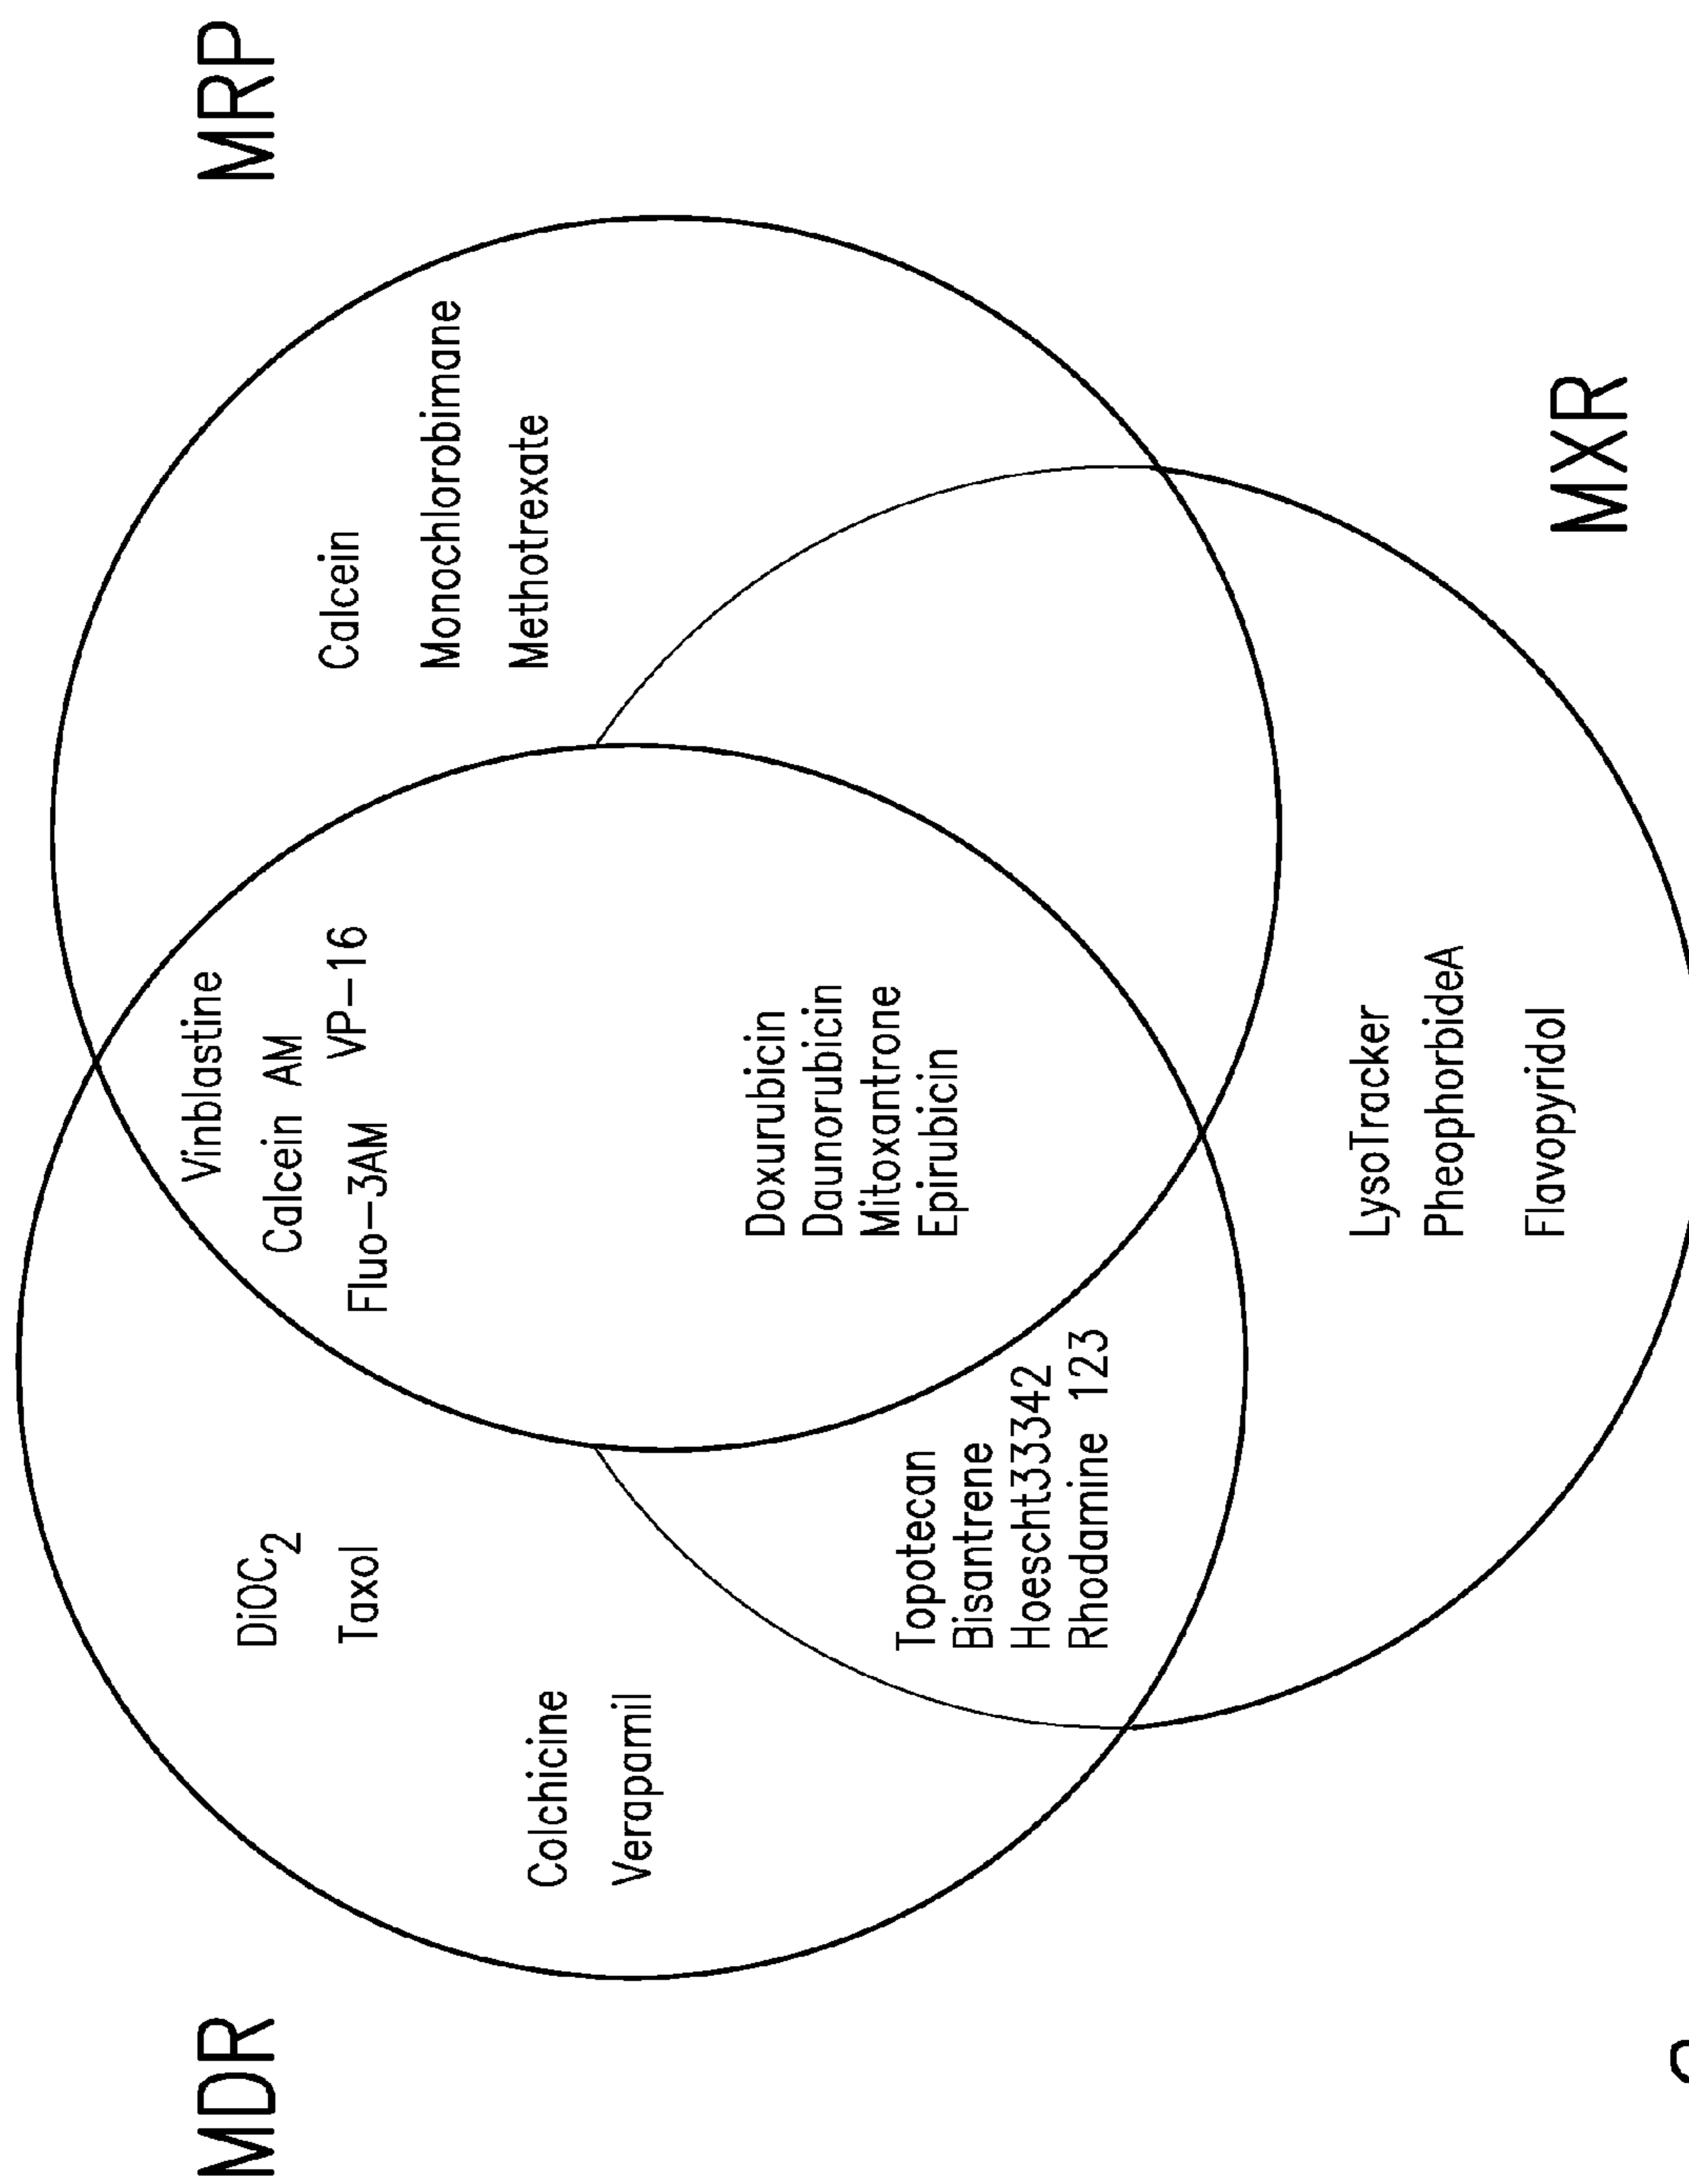 MDR
MRP
DiOC2
Taxol
Colchicine
Verapamil
Vinblastine
Calcein AM
Fluo-3AM VP-16
Calcein
Monochlorobimane
Methotrexate
Doxurubicin
Daunorubicin
Mitoxantrone
Epirubicin
Topotecan
Bisantrene
Hoescht33342
Rhodamine 123
LysoTracker
PheophorbideA
Flavopyridol
MXR